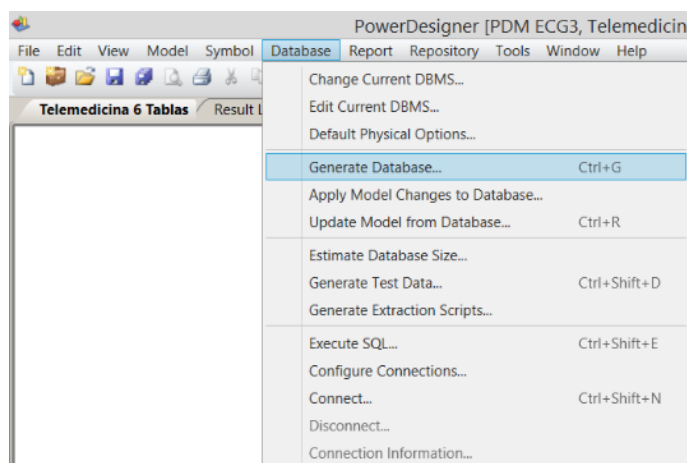 PowerDesigner [PDM ECG3, Telemedicin
File Edit View Model Symbol Database Report Repository Tools Window Help
Telemedicina 6 Tablas Result L
Change Current DBMS...
Edit Current DBMS...
Default Physical Options...
Generate Database... Ctrl+G
Apply Model Changes to Database...
Update Model from Database... Ctrl+R
Estimate Database Size...
Generate Test Data... Ctrl+Shift+D
Generate Extraction Scripts...
Execute SQL... Ctrl+Shift+E
Configure Connections...
Connect... Ctrl+Shift+N
Disconnect...
Connection Information...